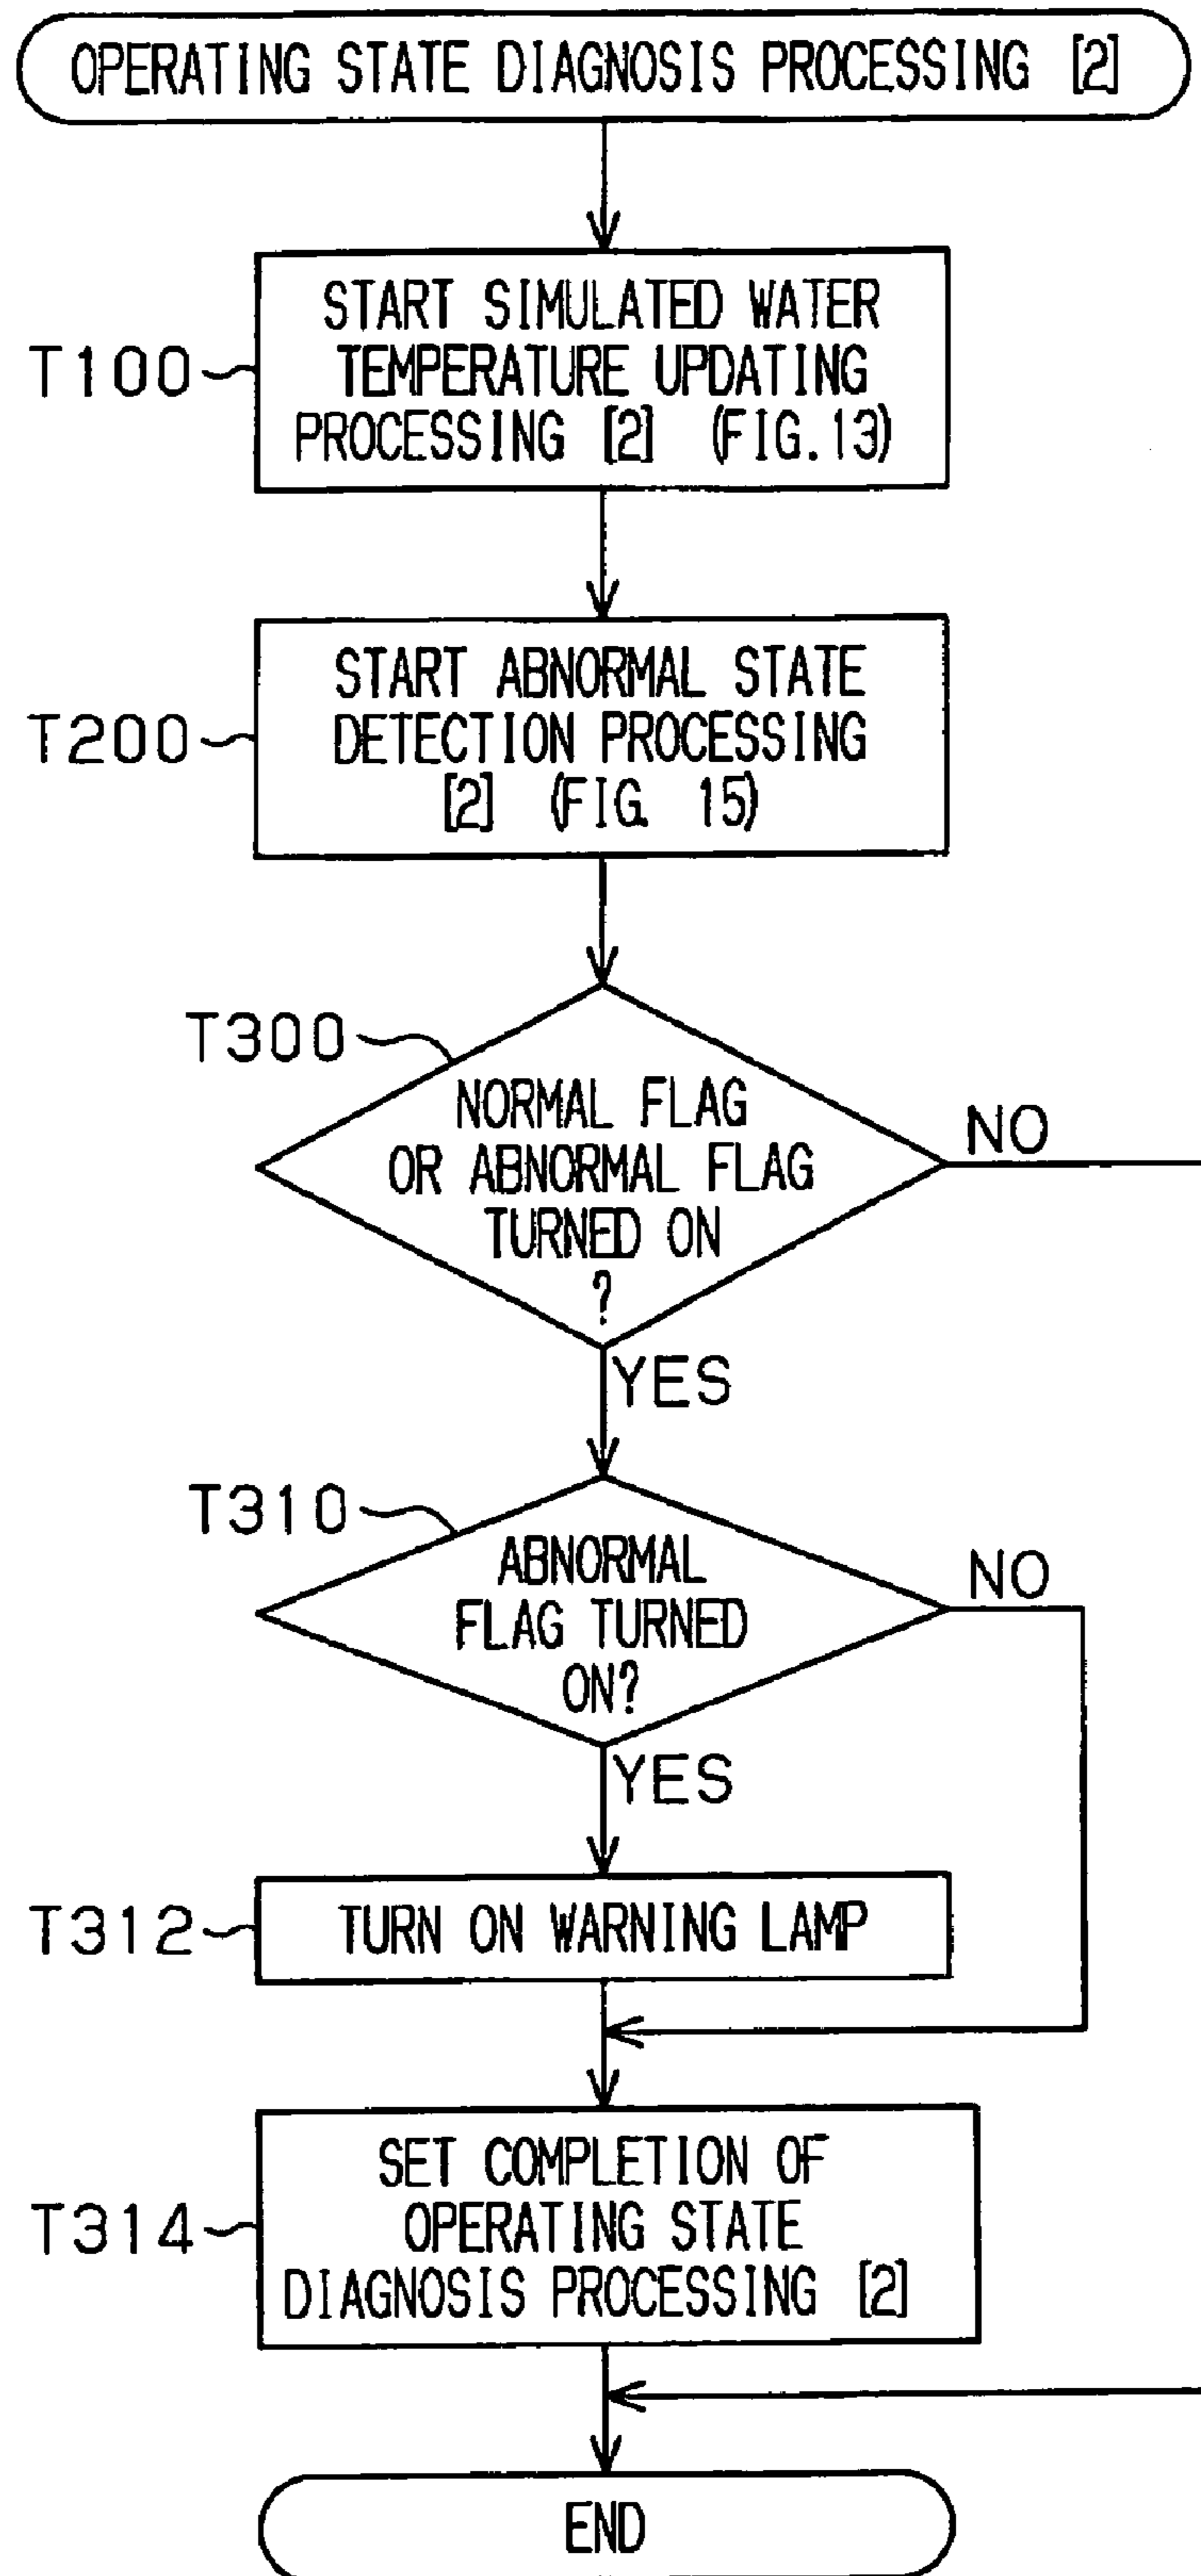 OPERATING STATE DIAGNOSIS PROCESSING [2]
T100
START SIMULATED WATER
TEMPERATURE UPDATING
PROCESSING [2] (FIG.13)
T200
START ABNORMAL STATE
DETECTION PROCESSING
[2] (FIG. 15)
T300
NORMAL FLAG
OR ABNORMAL FLAG
TURNED ON
?
NO
YES
T310
ABNORMAL
FLAG TURNED
ON?
NO
YES
T312
TURN ON WARNING LAMP
T314
SET COMPLETION OF
OPERATING STATE
DIAGNOSIS PROCESSING [2]
END